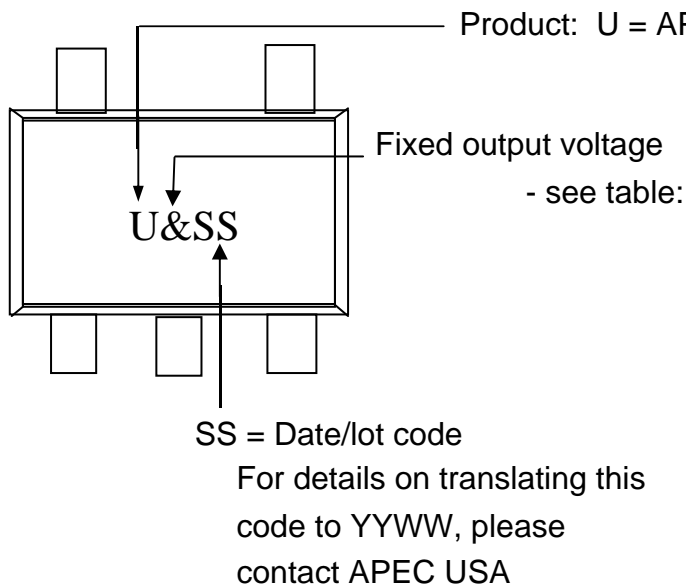 Product: U = AP
Fixed output voltage
- see table:
U&SS
SS = Date/lot code
For details on translating this
code to YYWW, please
contact APEC USA